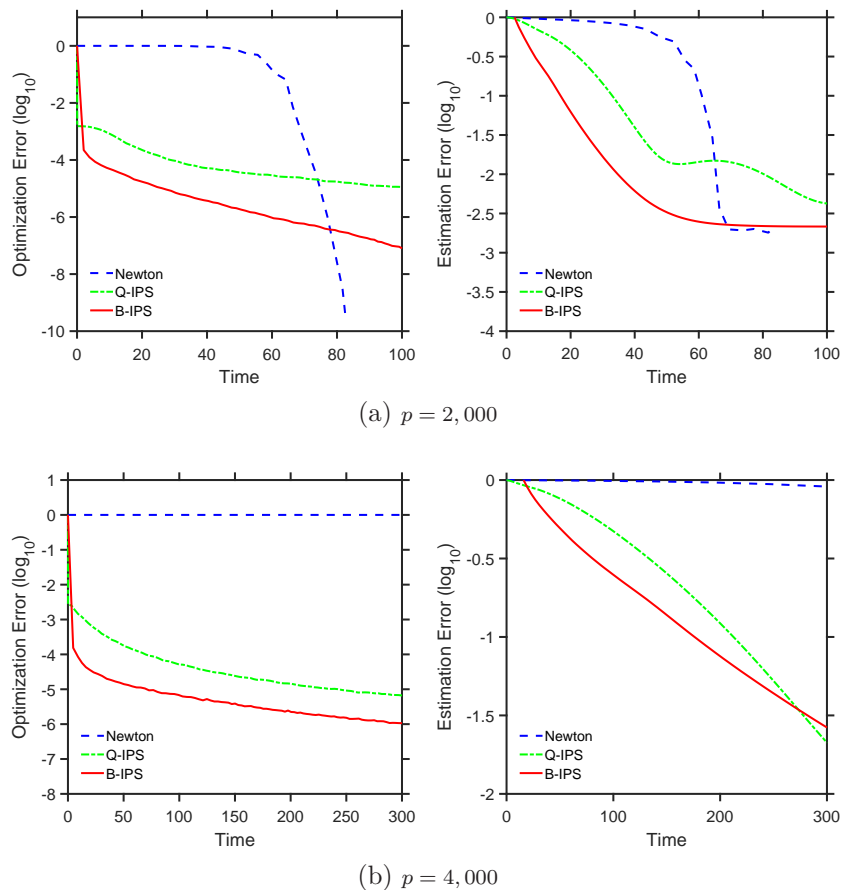 0
-2
-4
-6
-8
-10
Optimization Error (log10)
Newton
Q-IPS
B-IPS
0 20 40 60 80 100
Time
-0
-0.5
-1
-1.5
-2
-2.5
-3
-3.5
-4
Estimation Error (log10)
Newton
Q-IPS
B-IPS
0 20 40 60 80 100
Time
(a) p = 2, 000
1
0
-1
-2
-3
-4
-5
-6
-7
-8
Optimization Error (log10)
Newton
Q-IPS
B-IPS
0 50 100 150 200 250 300
Time
-0
-0.5
-1
-1.5
-2
Estimation Error (log10)
Newton
Q-IPS
B-IPS
0 100 200 300
Time
(b) p = 4, 000